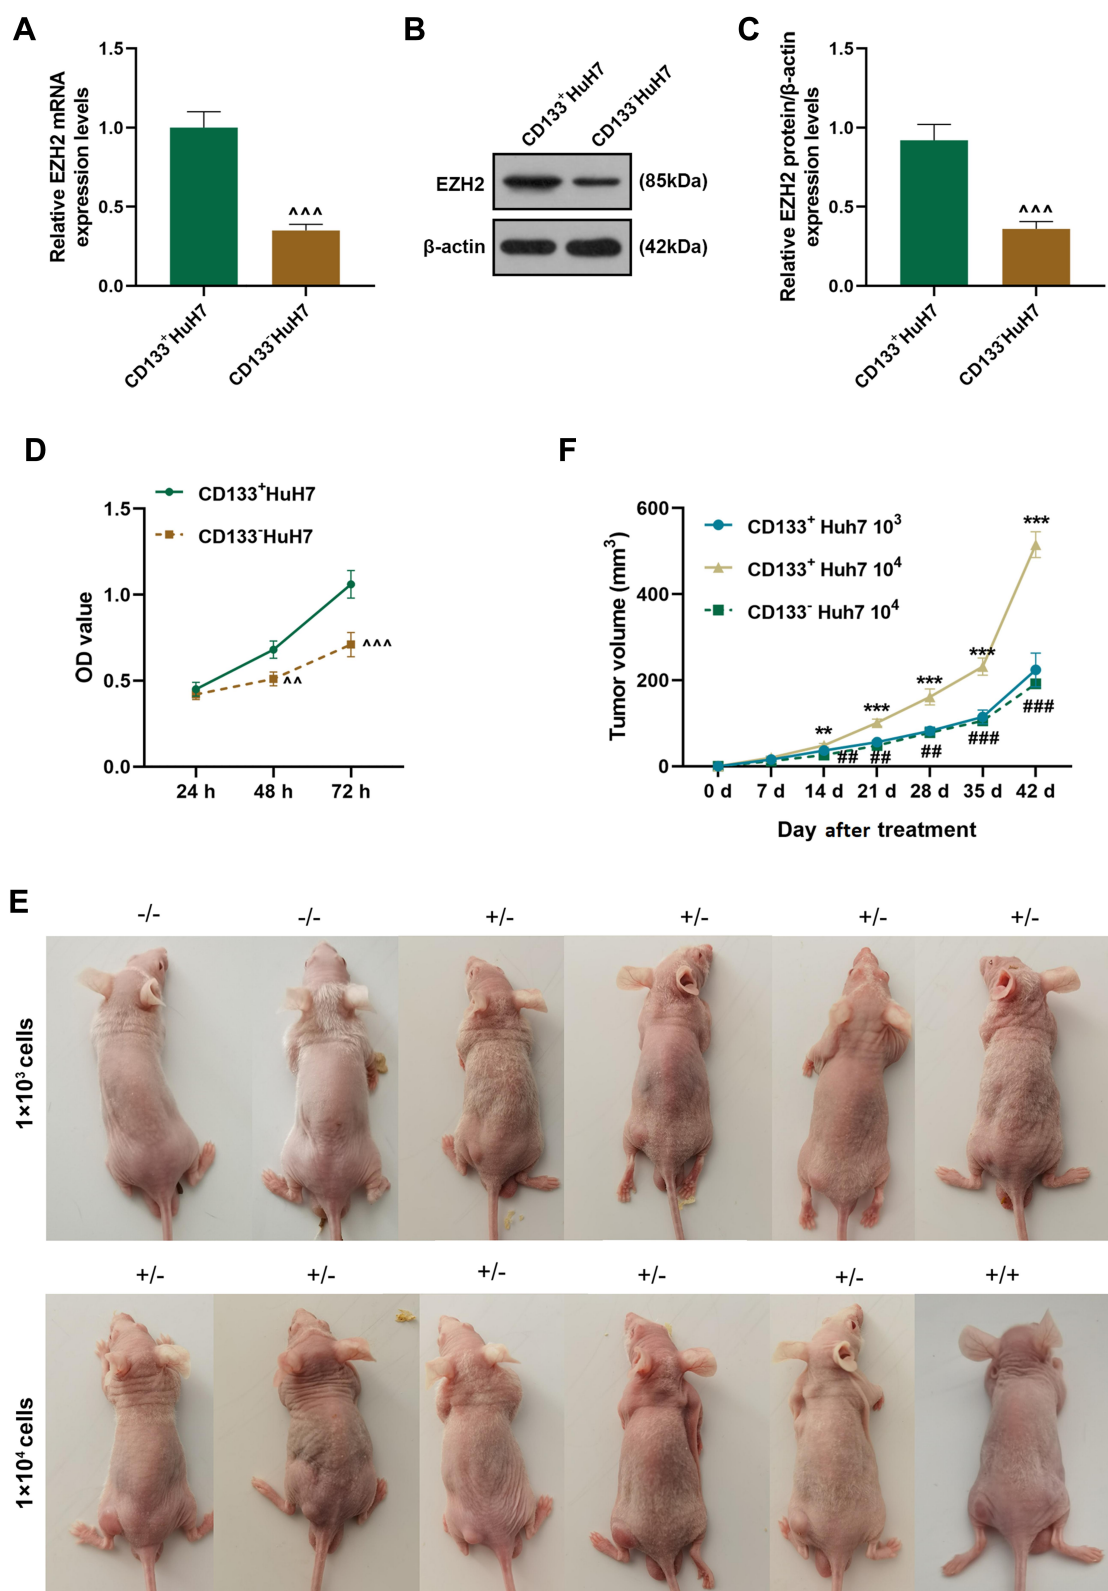 A
Relative EZH2 mRNA
expression levels
1.5
1.0
0.5
0.0
^^^
CD133⁺HuH7
CD133⁻HuH7
B
CD133⁺HuH7
CD133⁻HuH7
EZH2
(85kDa)
β-actin
(42kDa)
C
Relative EZH2 protein/β-actin
expression levels
1.5
1.0
0.5
0.0
^^^
CD133⁺HuH7
CD133⁻HuH7
D
CD133⁺HuH7
CD133⁻HuH7
OD value
1.5
1.0
0.5
0.0
^^
^^^
24 h 48 h 72 h
F
CD133⁺ Huh7 10³
CD133⁺ Huh7 10⁴
CD133⁻ Huh7 10⁴
Tumor volume (mm³)
600
400
200
0
** *** *** *** ***
## ## ## ### ###
0 d 7 d 14 d 21 d 28 d 35 d 42 d
Day after treatment
E
-/- -/- +/- +/- +/- +/-
1×10³ cells
+/- +/- +/- +/- +/- +/+
1×10⁴ cells